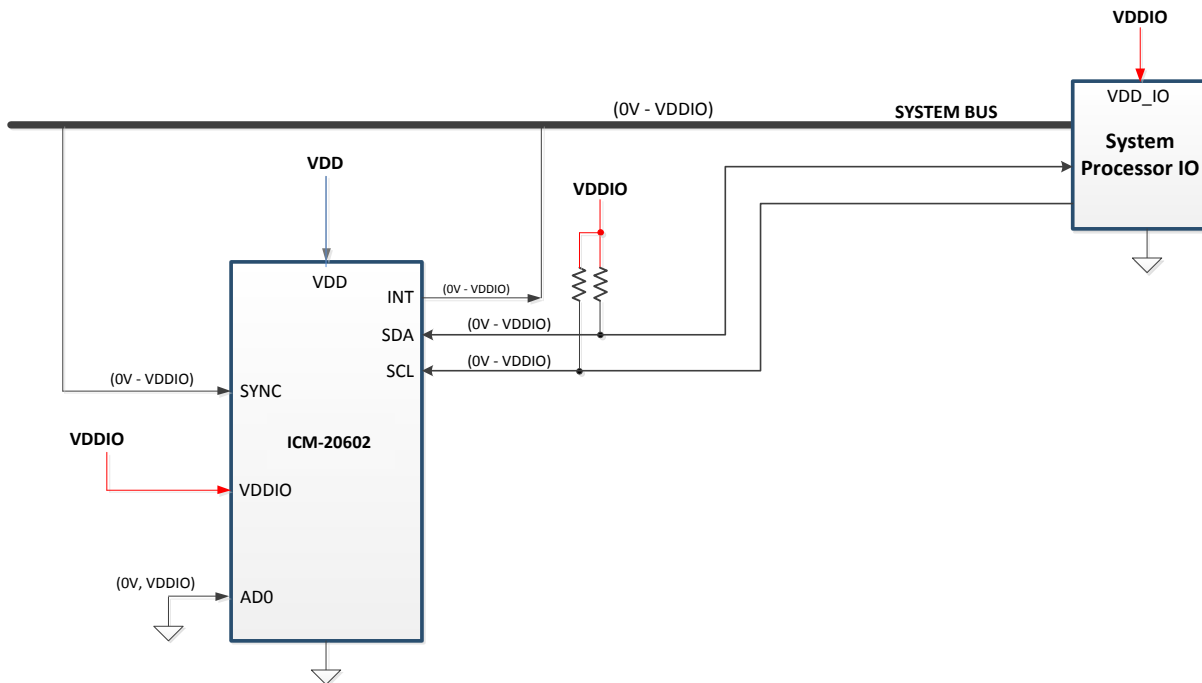 VDDIO
VDD_IO
System
Processor IO
(0V - VDDIO)
SYSTEM BUS
VDD
VDDIO
VDD
INT
(0V - VDDIO)
SDA
(0V - VDDIO)
SCL
(0V - VDDIO)
(0V - VDDIO)
SYNC
ICM-20602
VDDIO
VDDIO
(0V, VDDIO)
AD0